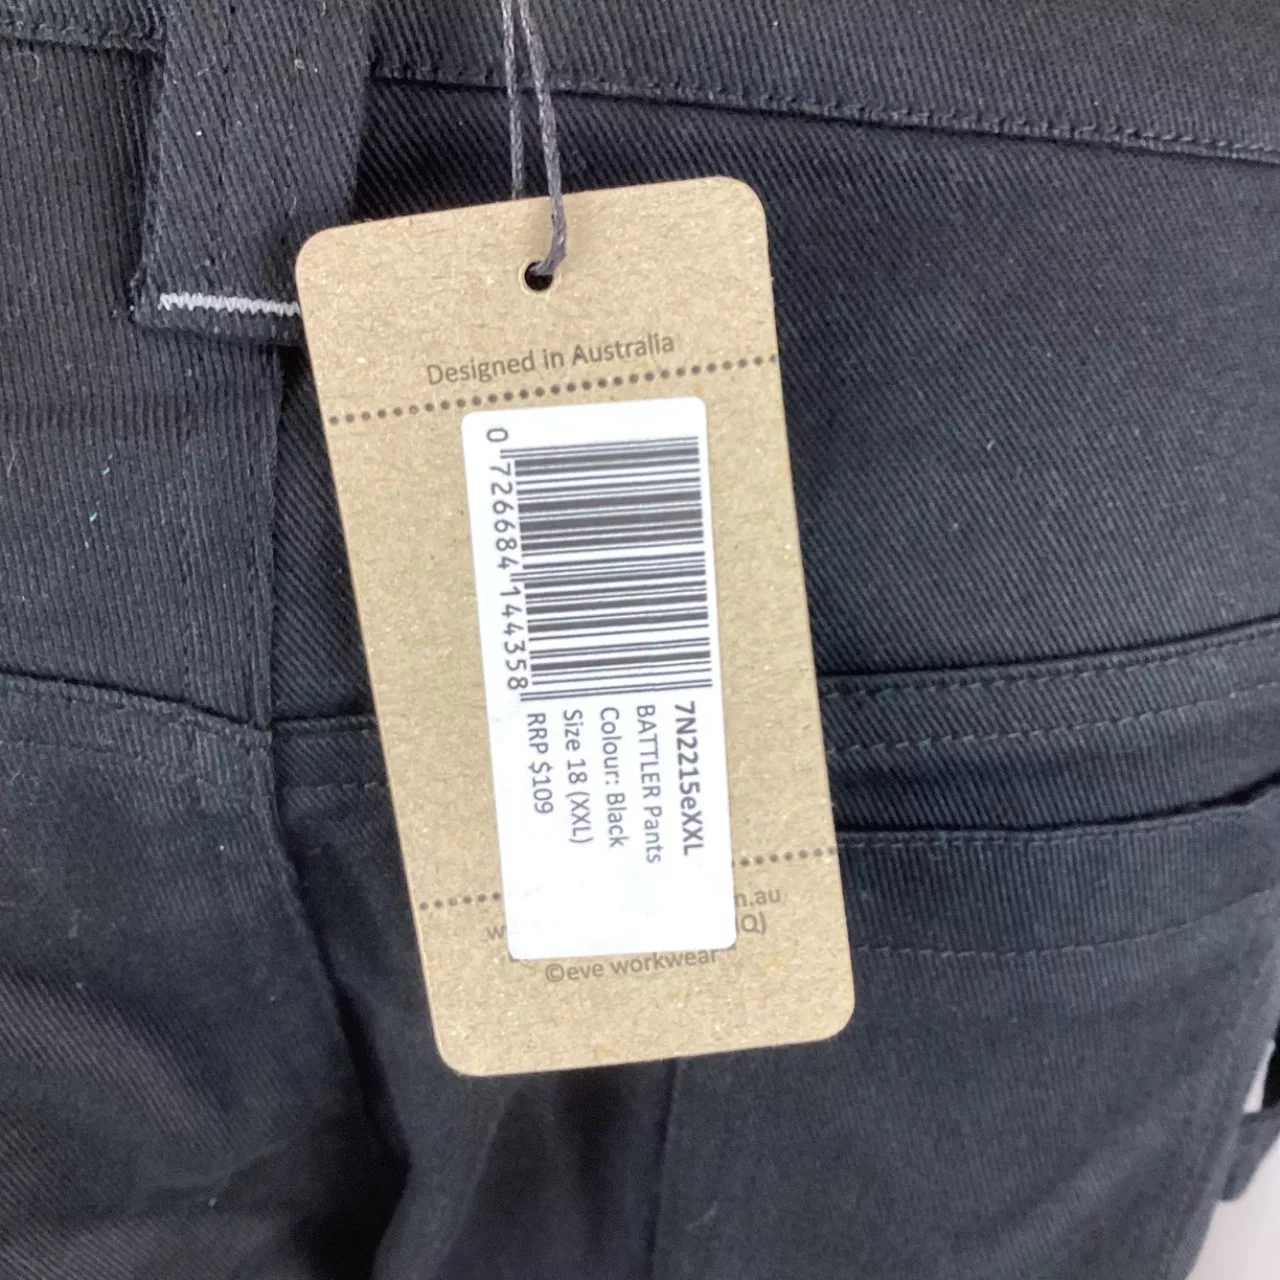 Designed in Australia
0 726684 144358
7N2215eXXL
BATTLER Pants
Colour: Black
Size 18 (XXL)
RRP $109
©eve workwear